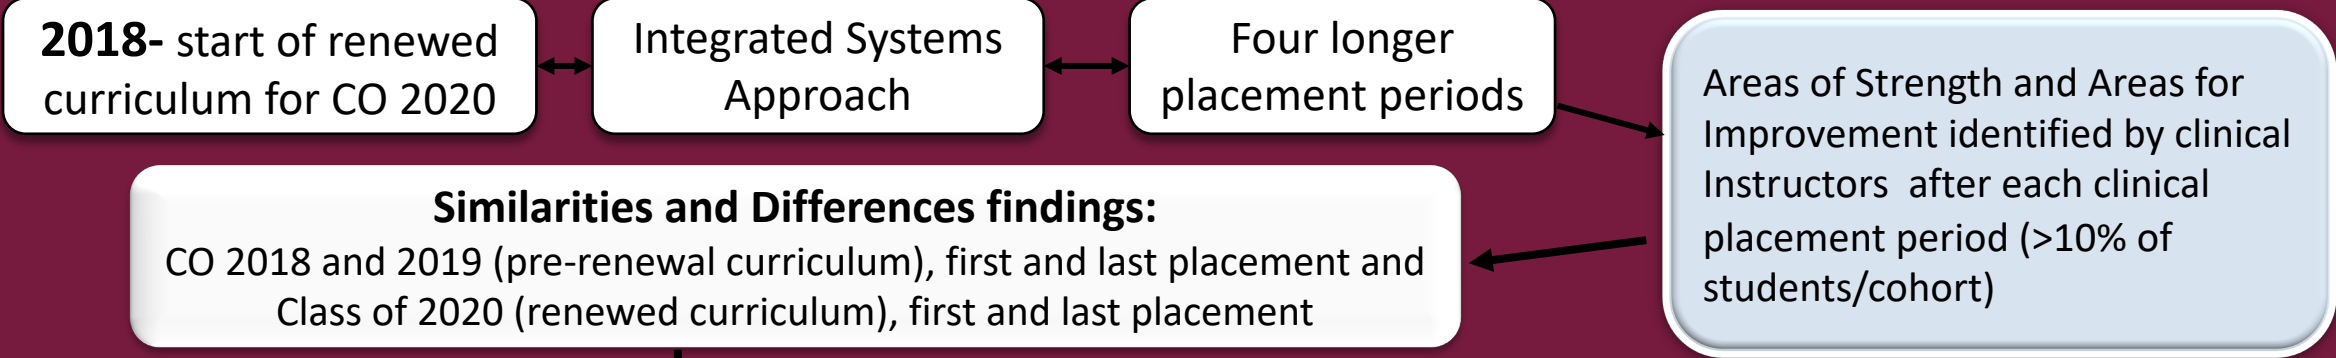 2018- start of renewed
curriculum for CO 2020
Integrated Systems
Approach
Four longer
placement periods
Areas of Strength and Areas for
Improvement identified by clinical
Instructors  after each clinical
placement period (>10% of
students/cohort)
Similarities and Differences findings:
CO 2018 and 2019 (pre-renewal curriculum), first and last placement and
Class of 2020 (renewed curriculum), first and last placement